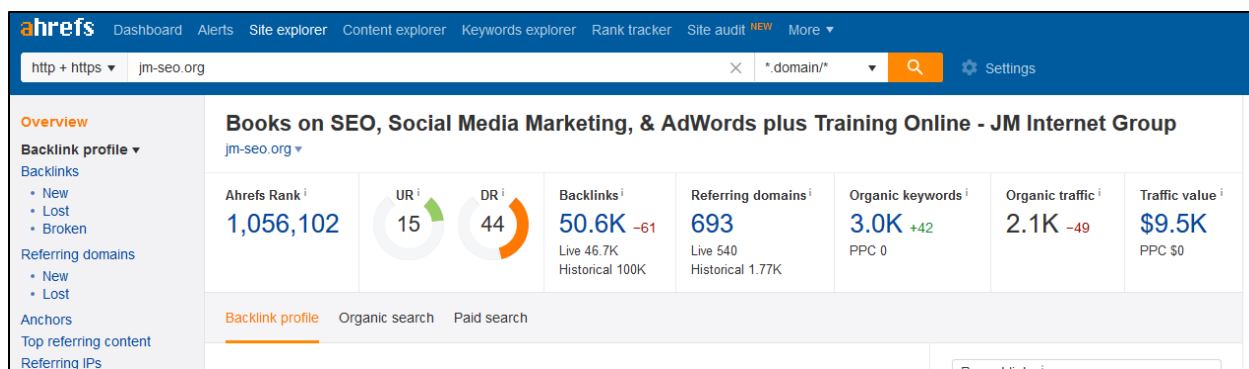 ahrefs Dashboard Alerts Site explorer Content explorer Keywords explorer Rank tracker Site audit NEW More ▾
http + https ▾ jm-seo.org × *.domain/* ▾ Settings
Overview
Backlink profile ▾
Backlinks
• New
• Lost
• Broken
Referring domains
• New
• Lost
Anchors
Top referring content
Referring IPs
Books on SEO, Social Media Marketing, & AdWords plus Training Online - JM Internet Group
jm-seo.org ▾
Ahrefs Rank i
1,056,102
UR i
15
DR i
44
Backlinks i
50.6K –61
Live 46.7K
Historical 100K
Referring domains i
693
Live 540
Historical 1.77K
Organic keywords i
3.0K +42
PPC 0
Organic traffic i
2.1K –49
Traffic value i
$9.5K
PPC $0
Backlink profile Organic search Paid search